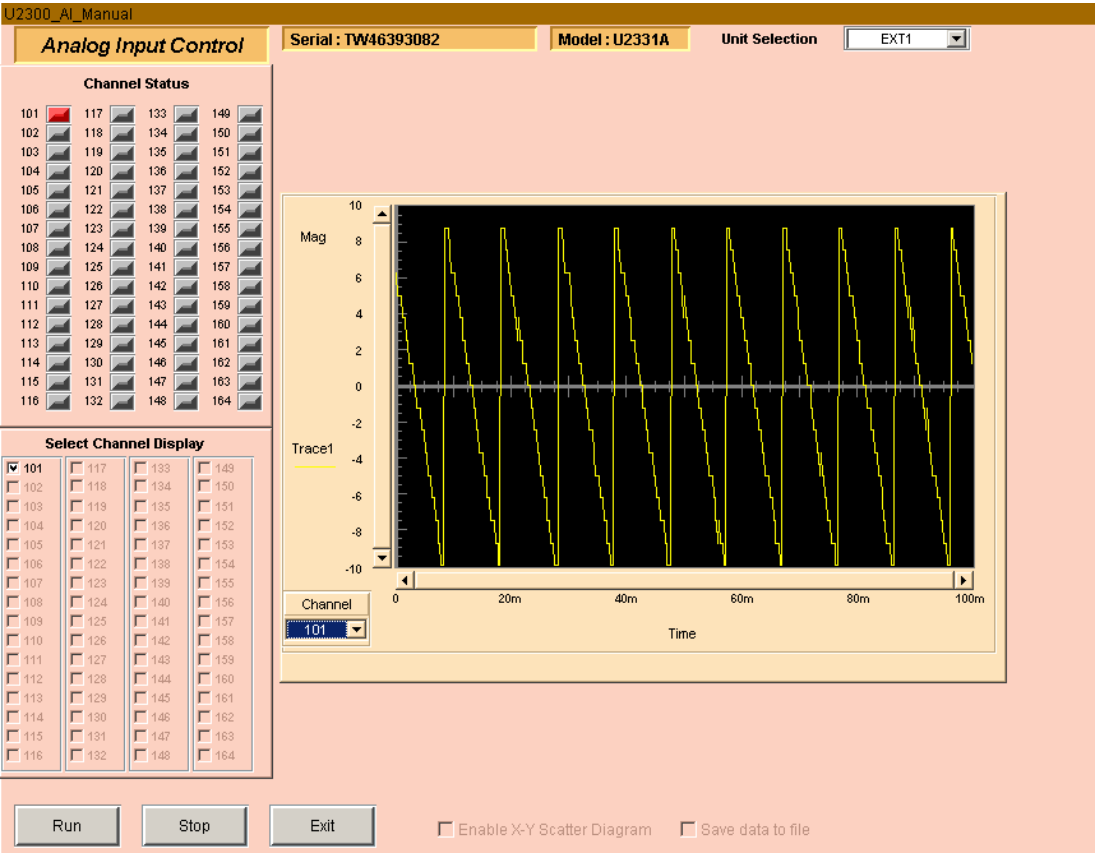 U2300_AI_Manual
Analog Input Control
Serial : TW46393082
Model : U2331A
Unit Selection
EXT1
Channel Status
101 117 133 149
102 118 134 150
103 119 135 151
104 120 136 152
105 121 137 153
106 122 138 154
107 123 139 155
108 124 140 156
109 125 141 157
110 126 142 158
111 127 143 159
112 128 144 160
113 129 145 161
114 130 146 162
115 131 147 163
116 132 148 164
Select Channel Display
101 117 133 149
102 118 134 150
103 119 135 151
104 120 136 152
105 121 137 153
106 122 138 154
107 123 139 155
108 124 140 156
109 125 141 157
110 126 142 158
111 127 143 159
112 128 144 160
113 129 145 161
114 130 146 162
115 131 147 163
116 132 148 164
10
Mag
8
6
4
2
0
-2
Trace1
-4
-6
-8
-10
0 20m 40m 60m 80m 100m
Time
Channel
101
Run
Stop
Exit
Enable X-Y Scatter Diagram
Save data to file